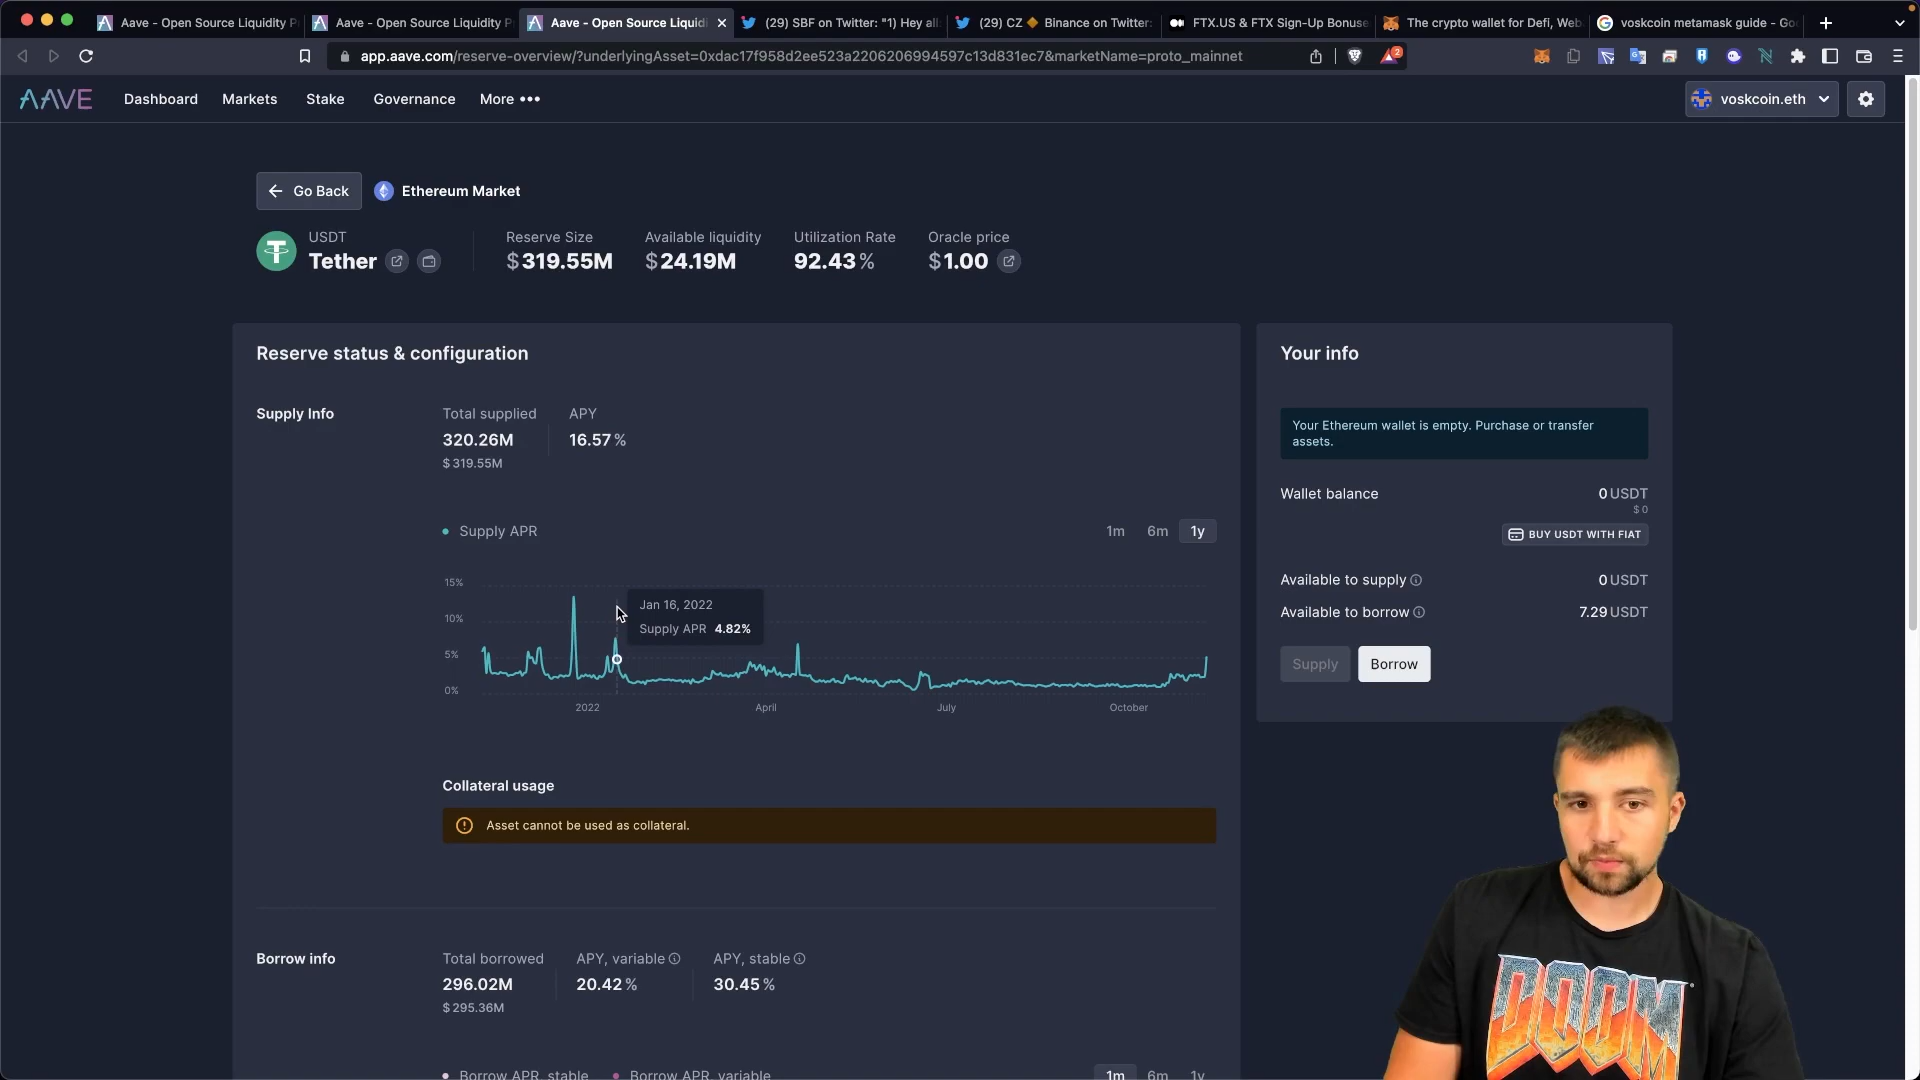 Aave - Open Source Liquidity P
Aave - Open Source Liquidity P
Aave - Open Source Liquidi
(29) SBF on Twitter: "1) Hey all:
(29) CZ 🔶 Binance on Twitter:
FTX.US & FTX Sign-Up Bonuse
The crypto wallet for Defi, Web
voskcoin metamask guide - Go
app.aave.com/reserve-overview/?underlyingAsset=0xdac17f958d2ee523a2206206994597c13d831ec7&marketName=proto_mainnet
2
AAVE
Dashboard
Markets
Stake
Governance
More •••
voskcoin.eth
Go Back
Ethereum Market
USDT
Tether
Reserve Size
$319.55M
Available liquidity
$24.19M
Utilization Rate
92.43%
Oracle price
$1.00
Reserve status & configuration
Supply Info
Total supplied
320.26M
$319.55M
APY
16.57%
Supply APR
1m 6m 1y
15%
10%
5%
0%
Jan 16, 2022
Supply APR 4.82%
2022 April July October
Collateral usage
Asset cannot be used as collateral.
Borrow info
Total borrowed
296.02M
$295.36M
APY, variable
20.42%
APY, stable
30.45%
Borrow APR, stable
Borrow APR, variable
1m 6m 1y
Your info
Your Ethereum wallet is empty. Purchase or transfer
assets.
Wallet balance
0 USDT
$0
BUY USDT WITH FIAT
Available to supply
0 USDT
Available to borrow
7.29 USDT
Supply
Borrow
DOOM